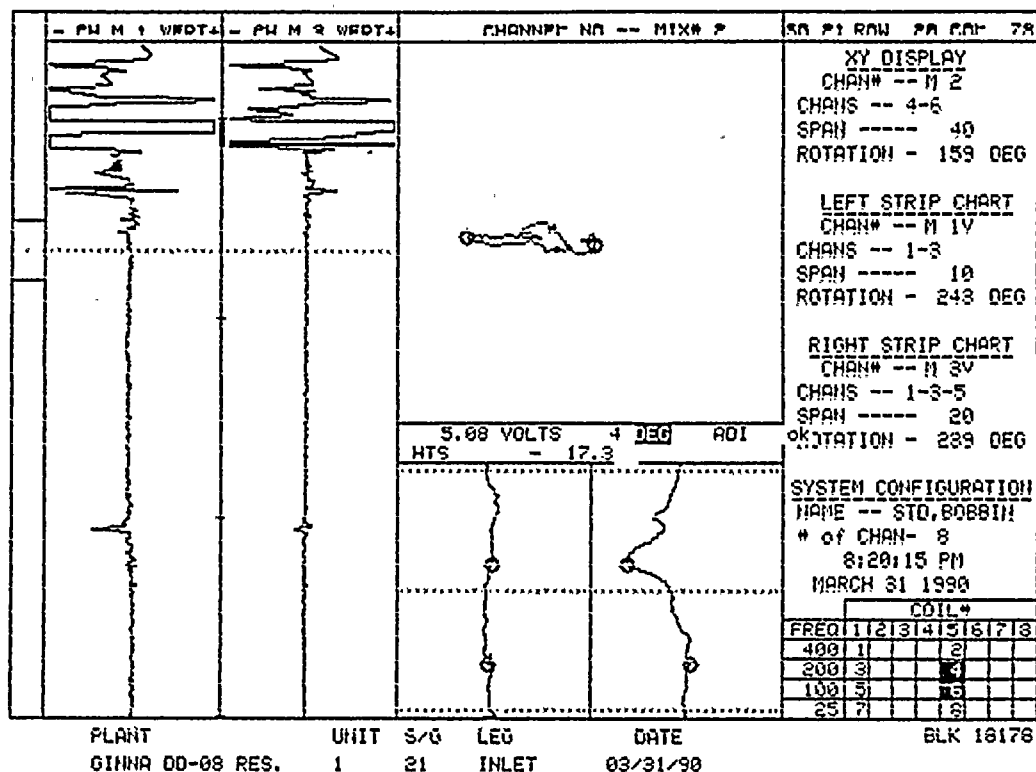 CHANNEL NO -- MIX# 2
XY DISPLAY
CHAN# -- M 2
CHANS -- 4-6
SPAN ----- 40
ROTATION - 159 DEG
LEFT STRIP CHART
CHAN# -- M 1V
CHANS -- 1-3
SPAN ----- 10
ROTATION - 243 DEG
RIGHT STRIP CHART
CHAN# -- M 3V
CHANS -- 1-3-5
SPAN ----- 20
5.08 VOLTS 4 DEG ADI ok
TATION - 239 DEG
HTS - 17.3
SYSTEM CONFIGURATION
NAME -- STD,BOBBIN
# of CHAN- 8
8:20:15 PM
MARCH 31 1990
COIL#
FREQ 1 2 3 4 5 6 7 8
400 1 2
200 3 4
100 5 6
25 7 8
PLANT UNIT S/G LEG DATE BLK 18178
GINNA DD-08 RES. 1 21 INLET 03/31/90